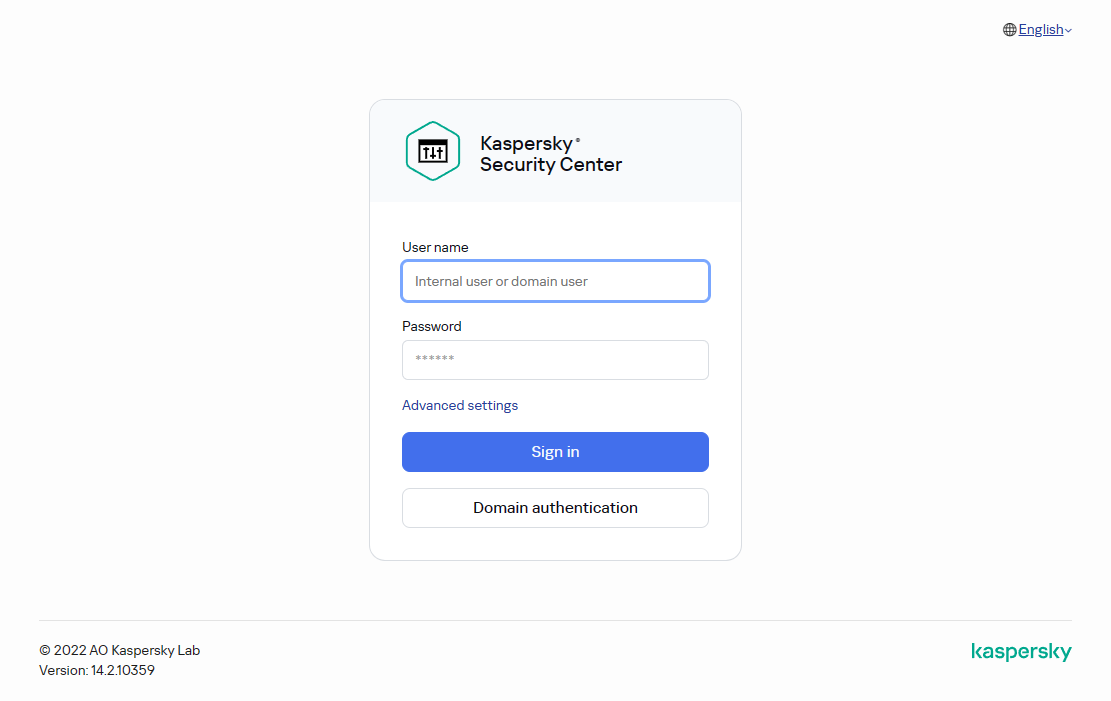 English
Kaspersky®
Security Center
User name
Internal user or domain user
Password
******
Advanced settings
Sign in
Domain authentication
© 2022 AO Kaspersky Lab
Version: 14.2.10359
kaspersky